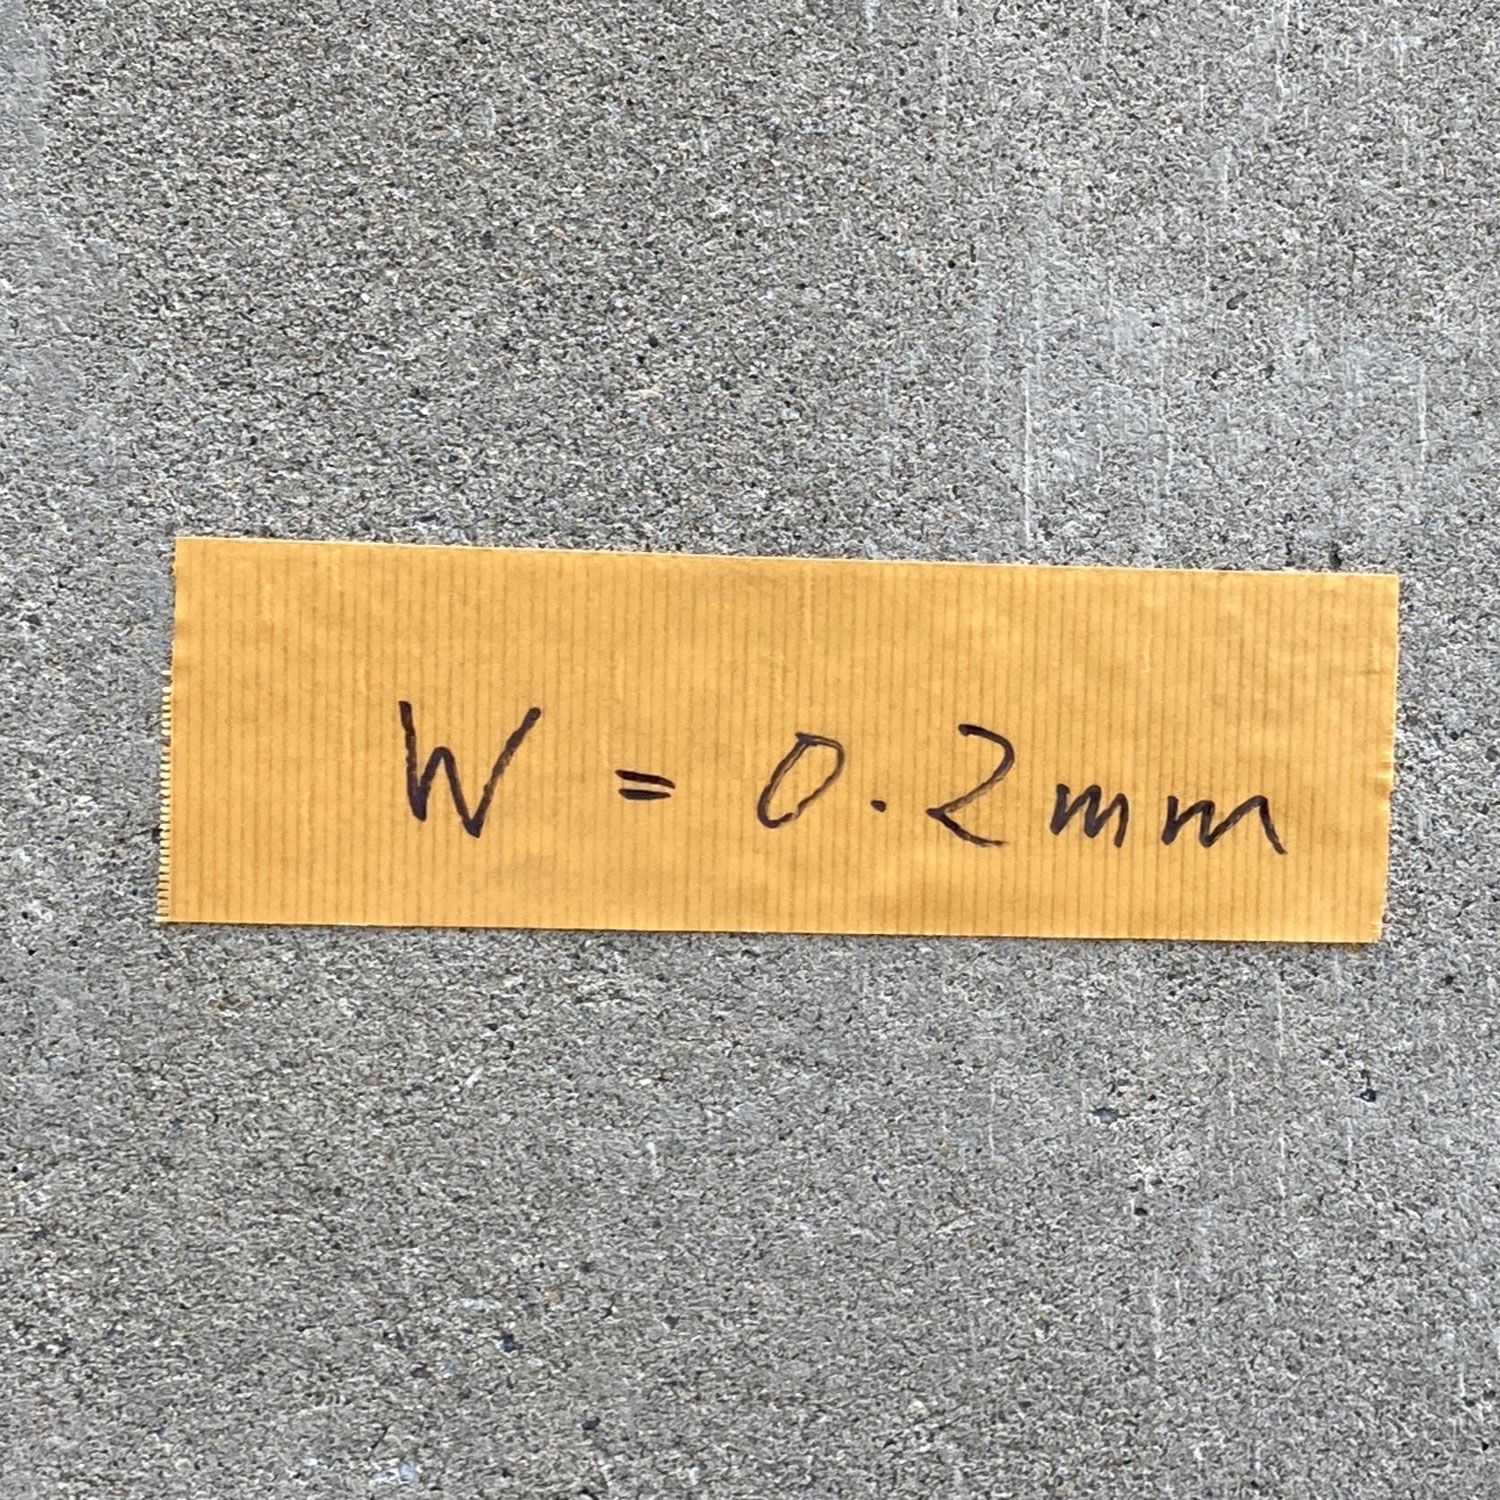 W = 0.2mm